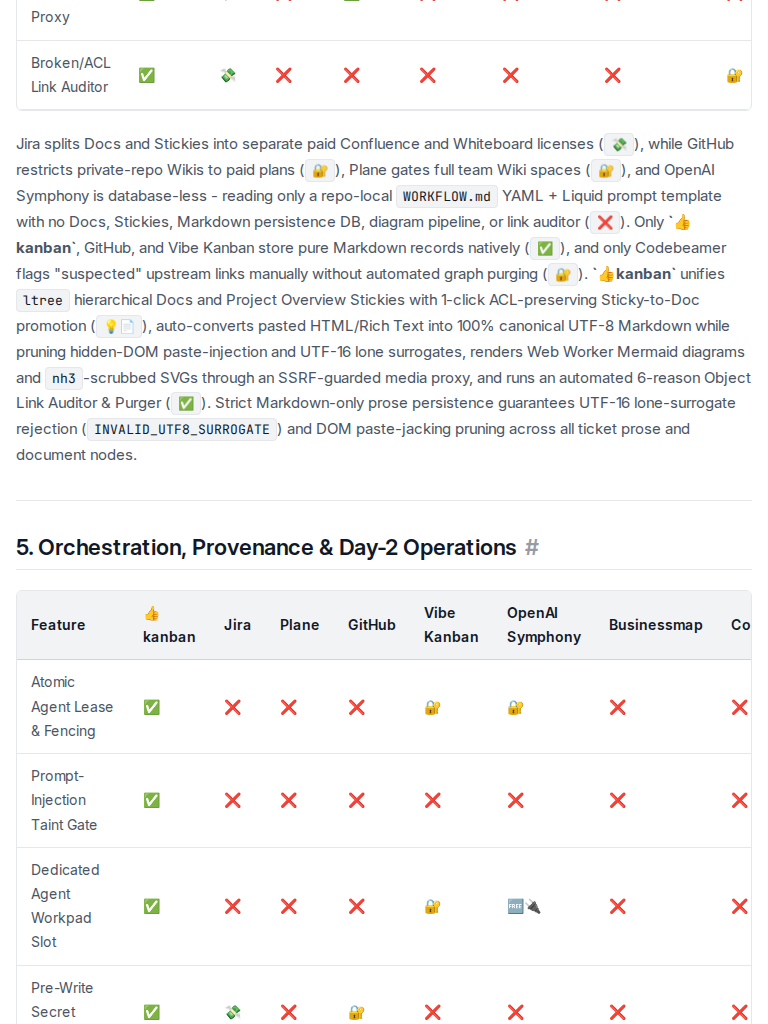 Proxy
Broken/ACL
Link Auditor ✅ 💸 ❌ ❌ ❌ ❌ ❌ 🔐
Jira splits Docs and Stickies into separate paid Confluence and Whiteboard licenses ( 💸 ), while GitHub
restricts private-repo Wikis to paid plans ( 🔐 ), Plane gates full team Wiki spaces ( 🔐 ), and OpenAI
Symphony is database-less - reading only a repo-local WORKFLOW.md YAML + Liquid prompt template
with no Docs, Stickies, Markdown persistence DB, diagram pipeline, or link auditor ( ❌ ). Only `👍
kanban`, GitHub, and Vibe Kanban store pure Markdown records natively ( ✅ ), and only Codebeamer
flags "suspected" upstream links manually without automated graph purging ( 🔐 ). `👍kanban` unifies
ltree hierarchical Docs and Project Overview Stickies with 1-click ACL-preserving Sticky-to-Doc
promotion ( 💡📄 ), auto-converts pasted HTML/Rich Text into 100% canonical UTF-8 Markdown while
pruning hidden-DOM paste-injection and UTF-16 lone surrogates, renders Web Worker Mermaid diagrams
and nh3 -scrubbed SVGs through an SSRF-guarded media proxy, and runs an automated 6-reason Object
Link Auditor & Purger ( ✅ ). Strict Markdown-only prose persistence guarantees UTF-16 lone-surrogate
rejection ( INVALID_UTF8_SURROGATE ) and DOM paste-jacking pruning across all ticket prose and
document nodes.
5. Orchestration, Provenance & Day-2 Operations #
Feature 👍 kanban Jira Plane GitHub Vibe Kanban OpenAI Symphony Businessmap Co
Atomic
Agent Lease ✅ ❌ ❌ ❌ 🔐 🔐 ❌ ❌
& Fencing
Prompt-
Injection ✅ ❌ ❌ ❌ ❌ ❌ ❌ ❌
Taint Gate
Dedicated
Agent
Workpad ✅ ❌ ❌ ❌ 🔐 🆓🔌 ❌ ❌
Slot
Pre-Write
Secret ✅ 💸 ❌ 🔐 ❌ ❌ ❌ ❌